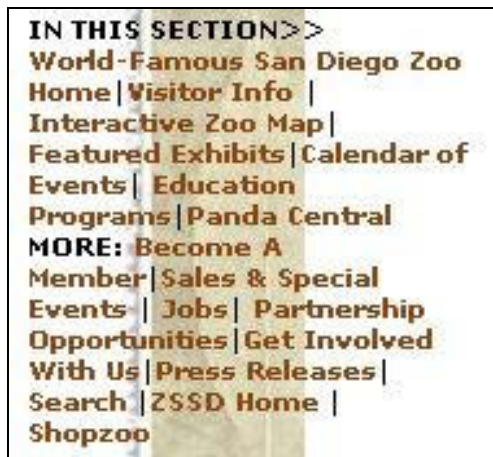 IN THIS SECTION>>
World-Famous San Diego Zoo
Home|Visitor Info |
Interactive Zoo Map|
Featured Exhibits|Calendar of
Events| Education
Programs|Panda Central
MORE: Become A
Member|Sales & Special
Events | Jobs| Partnership
Opportunities|Get Involved
With Us|Press Releases|
Search |ZSSD Home |
Shopzoo